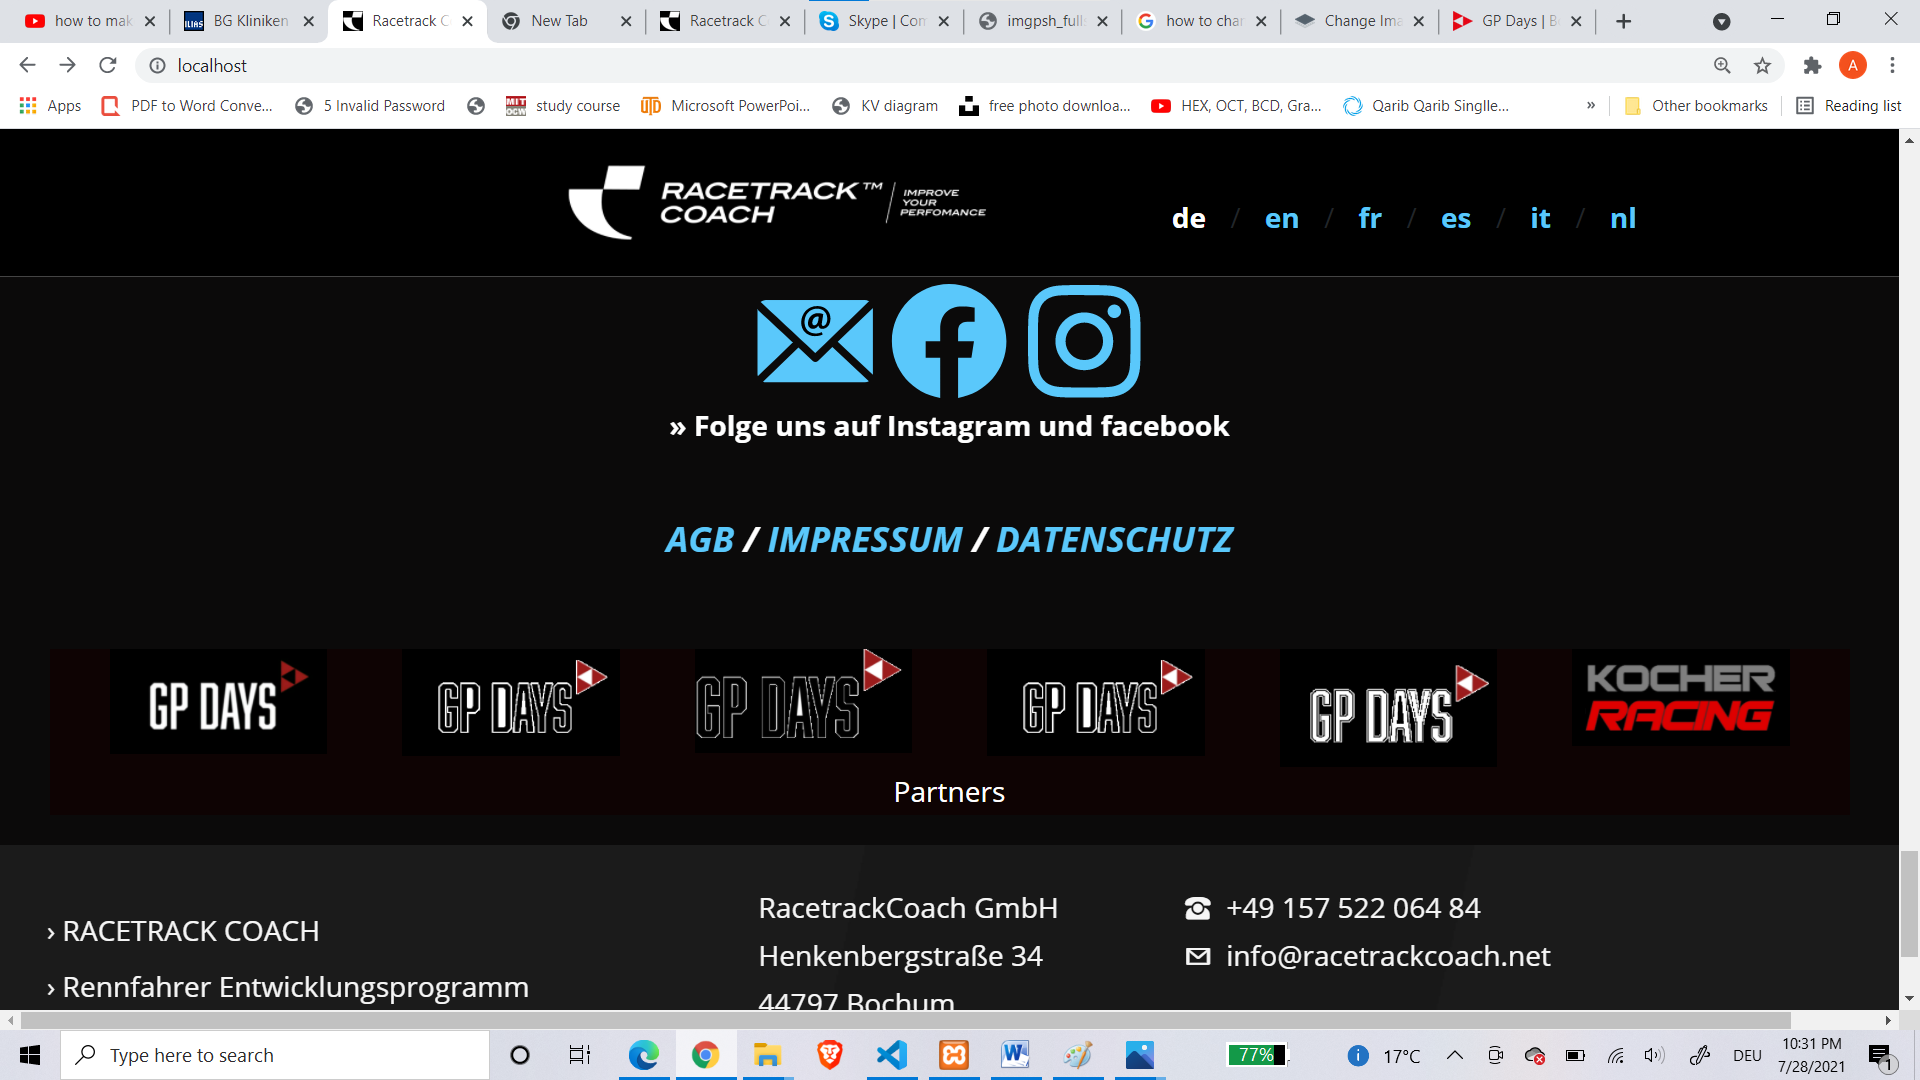 how to mak
BG Kliniken
Racetrack C
New Tab
Racetrack C
Skype | Con
imgpsh_full
how to chan
Change Ima
GP Days | B
localhost
A
Apps
PDF to Word Conve...
5 Invalid Password
study course
Microsoft PowerPoi...
KV diagram
free photo downloa...
HEX, OCT, BCD, Gra...
Qarib Qarib Singlle...
»
Other bookmarks
Reading list
RACETRACK™ COACH
IMPROVE
YOUR
PERFOMANCE
de / en / fr / es / it / nl
@
» Folge uns auf Instagram und facebook
AGB / IMPRESSUM / DATENSCHUTZ
GP DAYS
GP DAYS
GP DAYS
GP DAYS
GP DAYS
KOCHER
RACING
Partners
› RACETRACK COACH
› Rennfahrer Entwicklungsprogramm
RacetrackCoach GmbH
Henkenbergstraße 34
44797 Bochum
+49 157 522 064 84
info@racetrackcoach.net
Type here to search
77%
17°C
DEU
10:31 PM
7/28/2021
1